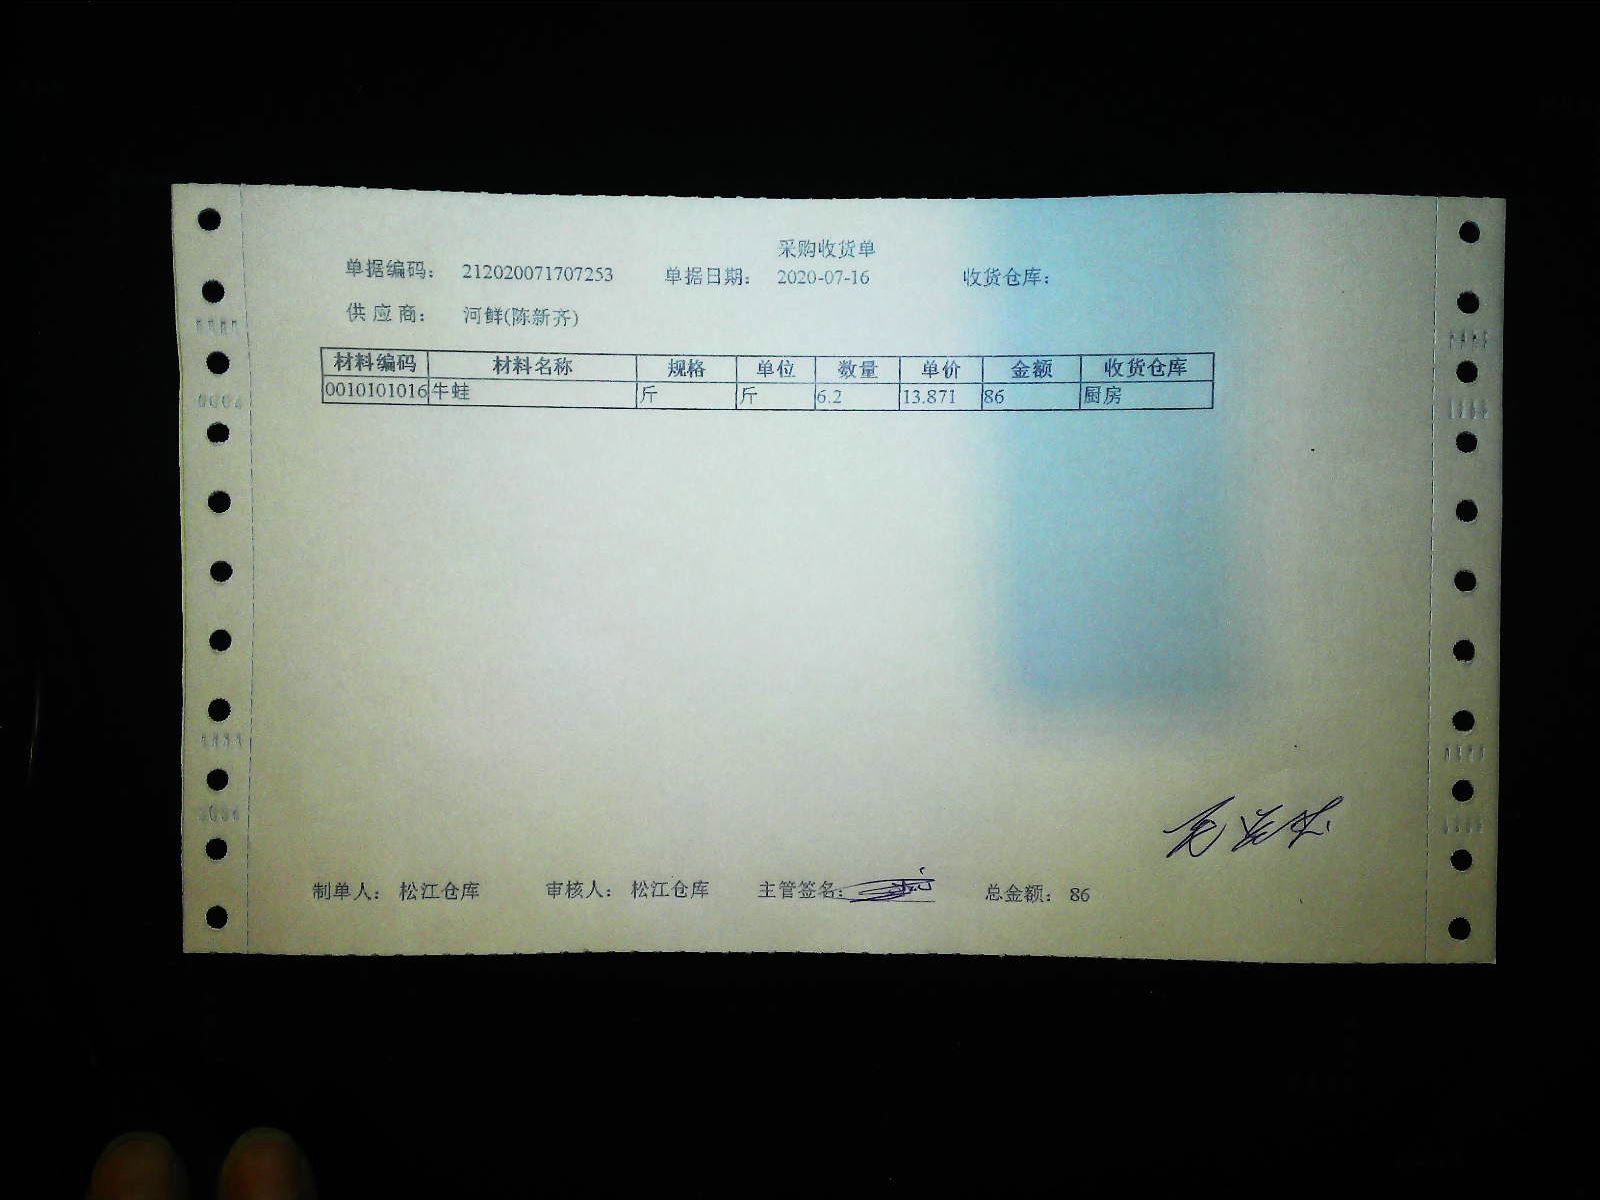 采购收货单
单据编码： 212020071707253 单据日期： 2020-07-16 收货仓库：
供应商： 河鲜(陈新齐)
材料编码 材料名称 规格 单位 数量 单价 金额 收货仓库
0010101016 牛蛙 斤 斤 6.2 13.871 86 厨房
制单人： 松江仓库 审核人： 松江仓库 主管签名： 总金额： 86